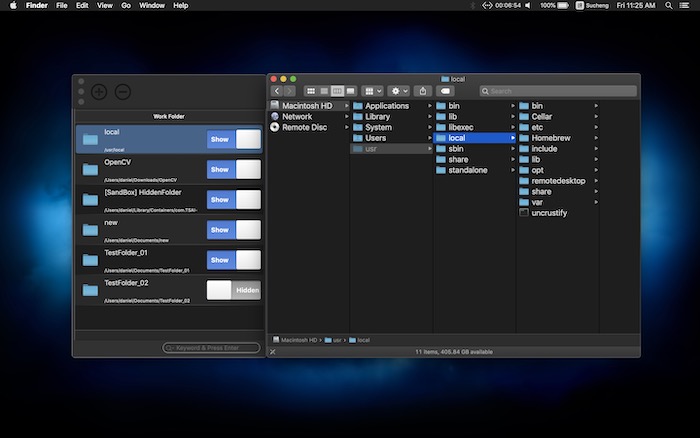 Finder File Edit View Go Window Help 00:06:54 100% Sucheng Fri 11:25 AM
Work Folder
local
/usr/local
Show
OpenCV
/Users/daniel/Downloads/OpenCV
Show
[SandBox] HiddenFolder
/Users/daniel/Library/Containers/com.TSAI-
Show
new
/Users/daniel/Documents/new
Show
TestFolder_01
/Users/daniel/Documents/TestFolder_01
Show
TestFolder_02
/Users/daniel/Documents/TestFolder_02
Hidden
Keyword & Press Enter
local
Search
Macintosh HD
Network
Remote Disc
Applications
Library
System
Users
usr
bin
lib
libexec
local
sbin
share
standalone
bin
Cellar
etc
Homebrew
include
lib
opt
remotedesktop
share
var
uncrustify
Macintosh HD usr local
11 items, 405.84 GB available